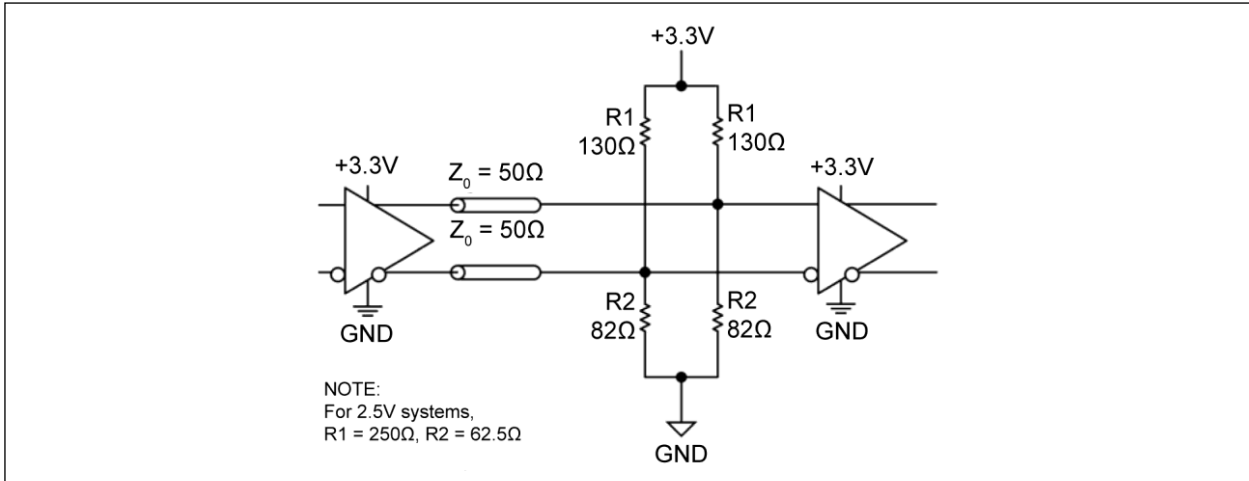 +3.3V
R1
130Ω
R1
130Ω
+3.3V
Z₀ = 50Ω
Z₀ = 50Ω
+3.3V
R2
82Ω
R2
82Ω
GND
GND
GND
NOTE:
For 2.5V systems,
R1 = 250Ω, R2 = 62.5Ω